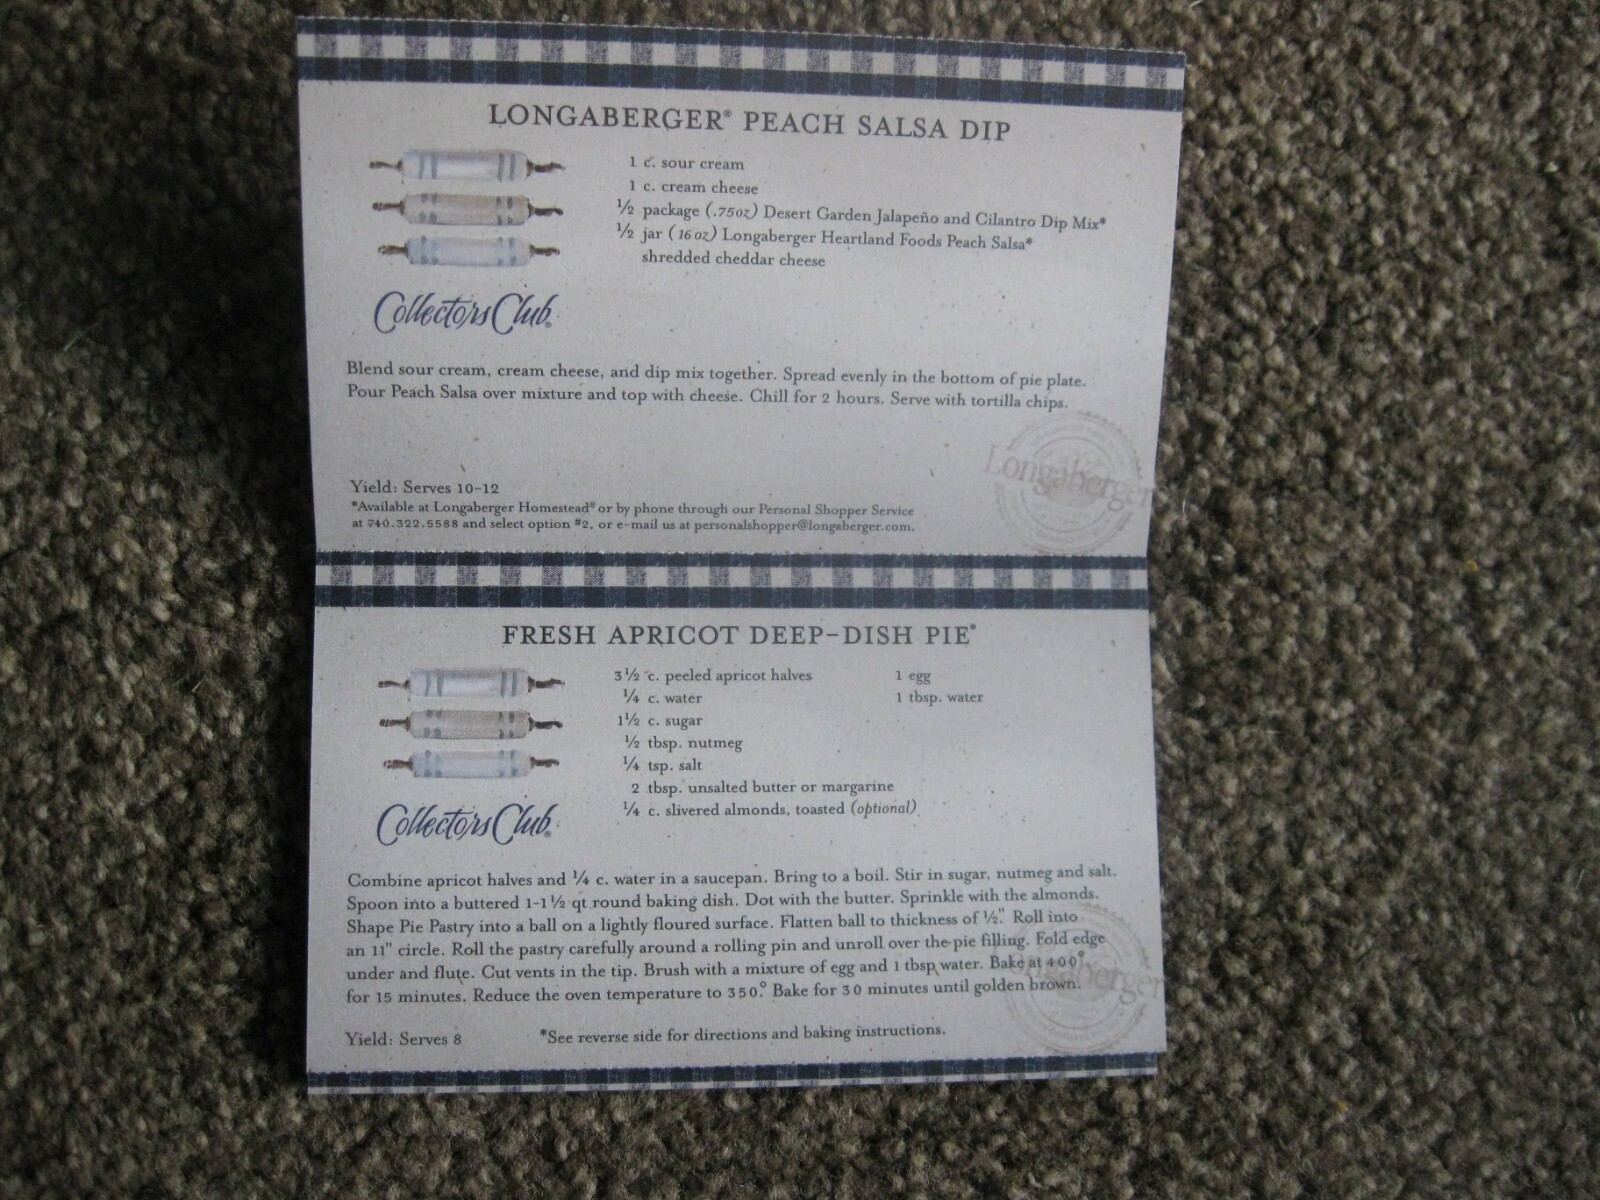 LONGABERGER® PEACH SALSA DIP
1 c. sour cream
1 c. cream cheese
½ package (.75oz) Desert Garden Jalapeño and Cilantro Dip Mix*
½ jar (16 oz) Longaberger Heartland Foods Peach Salsa*
shredded cheddar cheese
Collectors Club®
Blend sour cream, cream cheese, and dip mix together. Spread evenly in the bottom of pie plate.
Pour Peach Salsa over mixture and top with cheese. Chill for 2 hours. Serve with tortilla chips.
Longaberger
Yield: Serves 10-12
*Available at Longaberger Homestead® or by phone through our Personal Shopper Service
at 740.322.5588 and select option #2, or e-mail us at personalshopper@longaberger.com.
FRESH APRICOT DEEP-DISH PIE*
3½ c. peeled apricot halves
¼ c. water
1½ c. sugar
½ tbsp. nutmeg
¼ tsp. salt
2 tbsp. unsalted butter or margarine
¼ c. slivered almonds, toasted (optional)
1 egg
1 tbsp. water
Collectors Club®
Combine apricot halves and ¼ c. water in a saucepan. Bring to a boil. Stir in sugar, nutmeg and salt.
Spoon into a buttered 1-1½ qt round baking dish. Dot with the butter. Sprinkle with the almonds.
Shape Pie Pastry into a ball on a lightly floured surface. Flatten ball to thickness of ½". Roll into
an 11" circle. Roll the pastry carefully around a rolling pin and unroll over the pie filling. Fold edge
under and flute. Cut vents in the tip. Brush with a mixture of egg and 1 tbsp water. Bake at 400°
for 15 minutes. Reduce the oven temperature to 350°. Bake for 30 minutes until golden brown.
Longaberger
Yield: Serves 8
*See reverse side for directions and baking instructions.